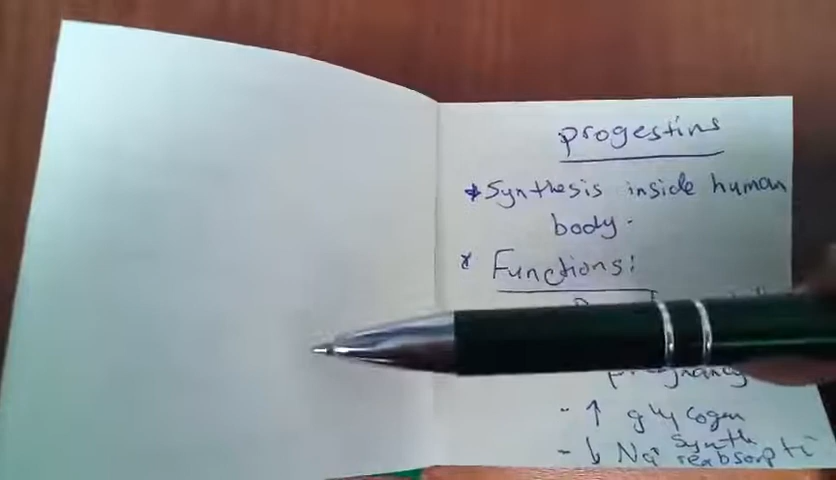 progestins
* Synthesis inside human
body.
* Functions:
pregnancy
- ↑ glycogen
synth
- ↓ Na⁺ reabsorpti